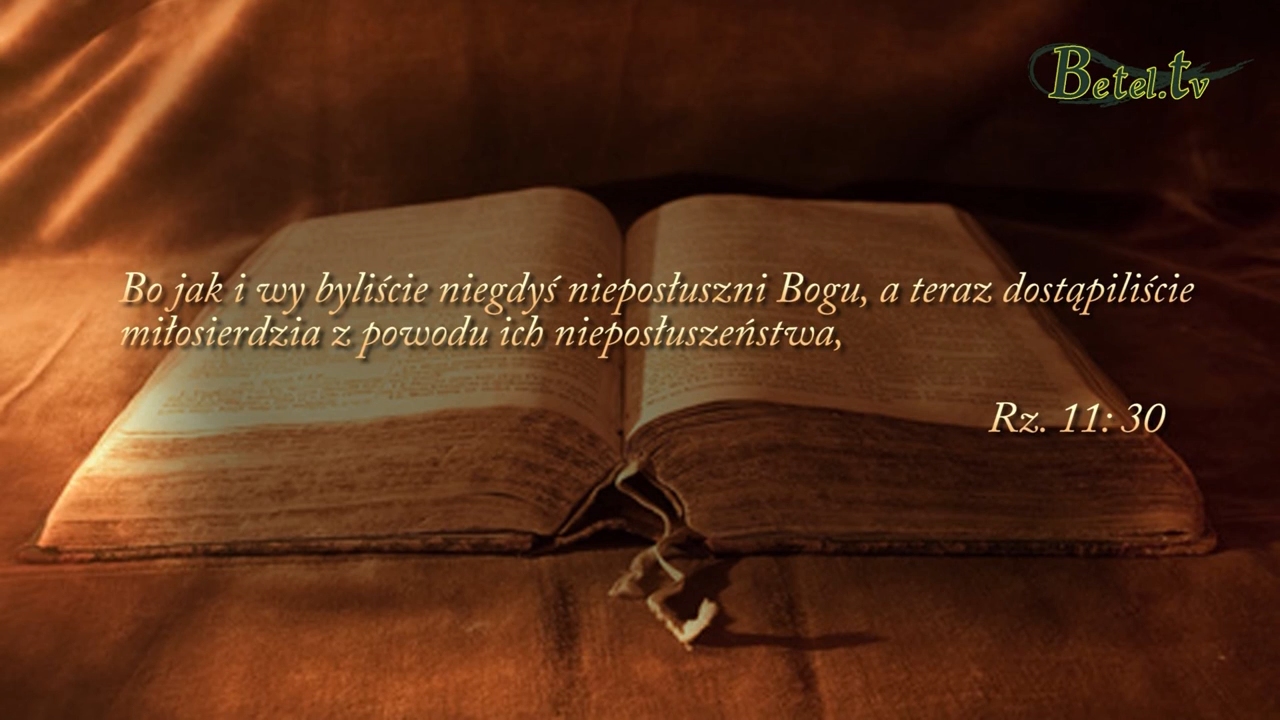 Betel.tv
Bo jak i wy byliście niegdyś nieposłuszni Bogu, a teraz dostąpiliście
miłosierdzia z powodu ich nieposłuszeństwa,
Rz. 11: 30